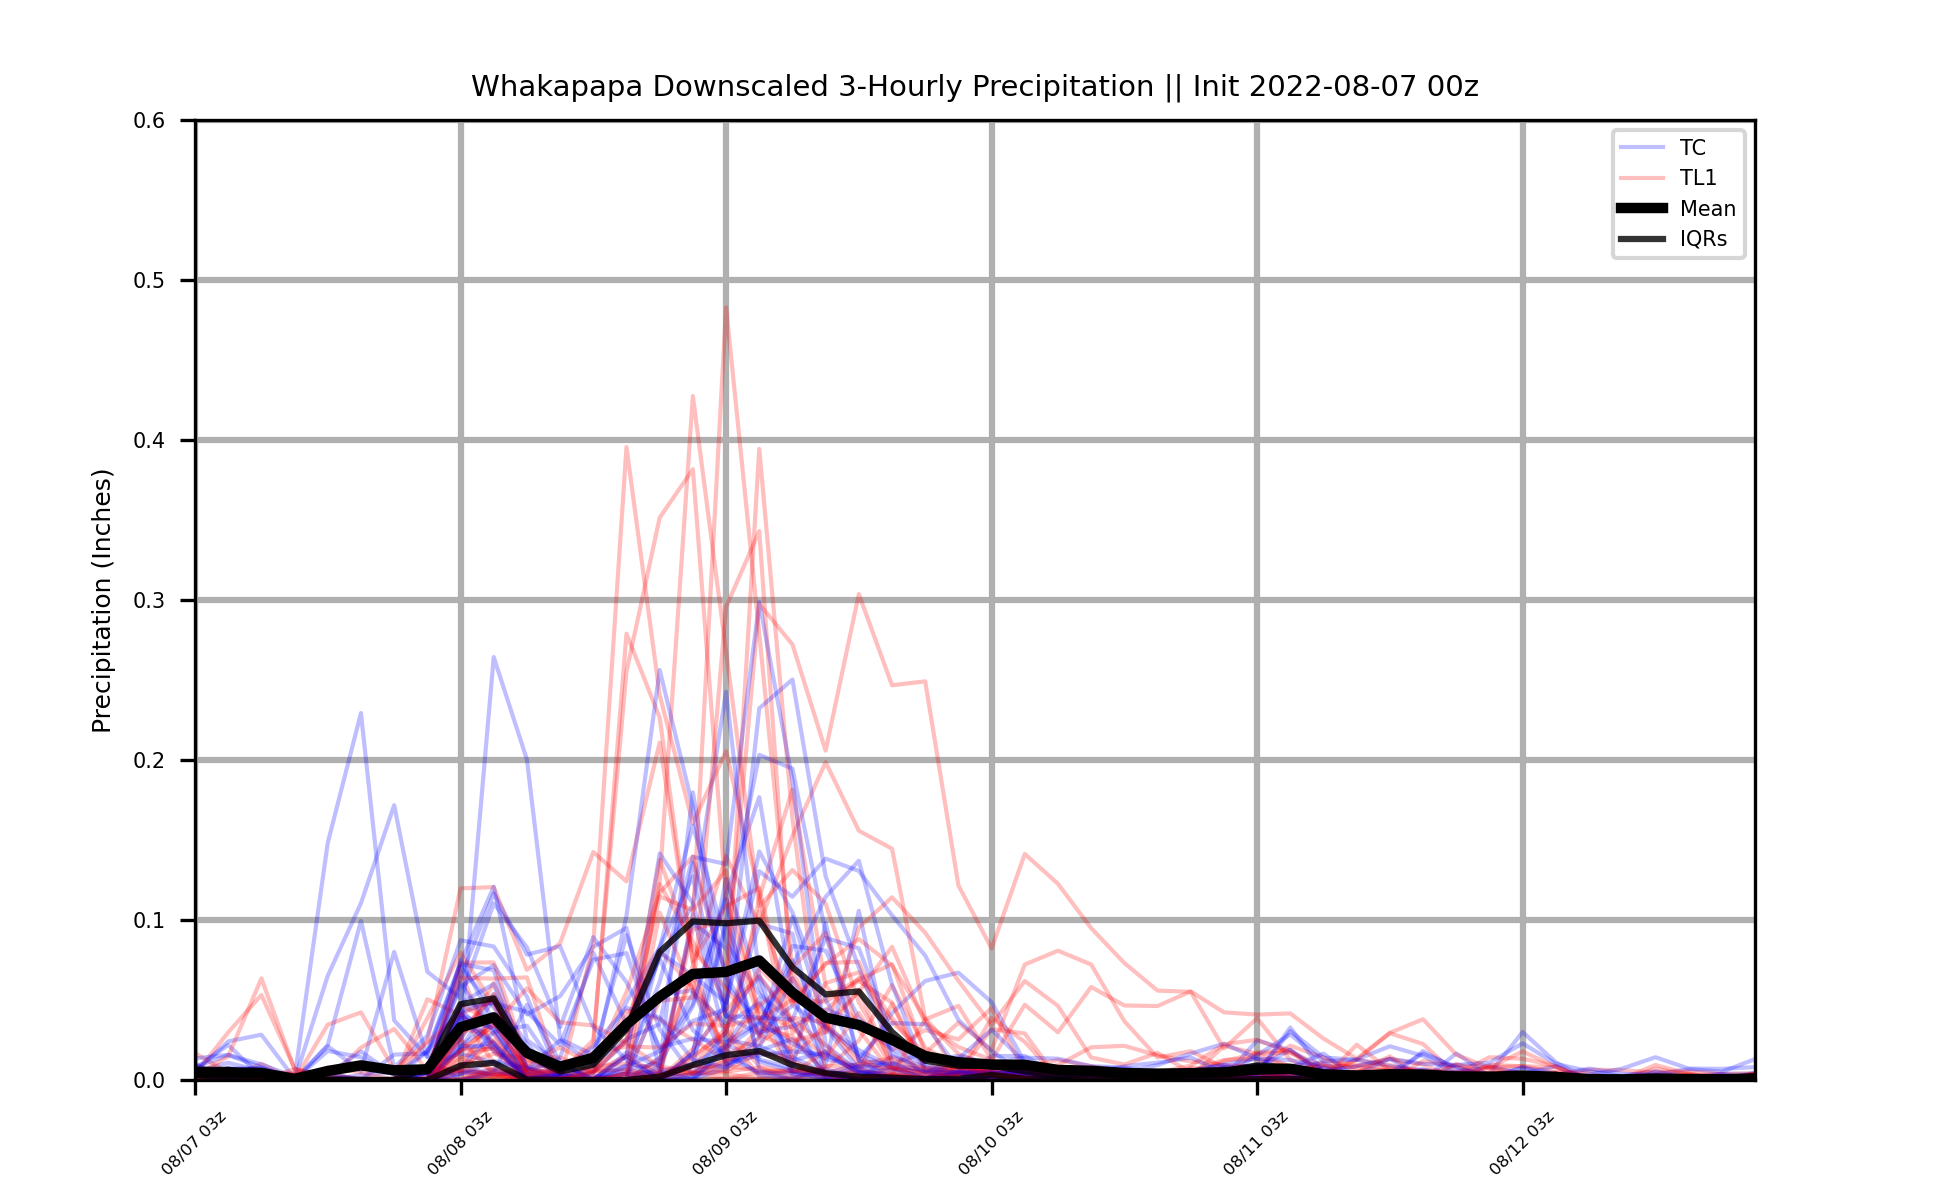 Whakapapa Downscaled 3-Hourly Precipitation || Init 2022-08-07 00z
TC
TL1
Mean
IQRs
Precipitation (Inches)
0.6
0.5
0.4
0.3
0.2
0.1
0.0
08/07 03z
08/08 03z
08/09 03z
08/10 03z
08/11 03z
08/12 03z